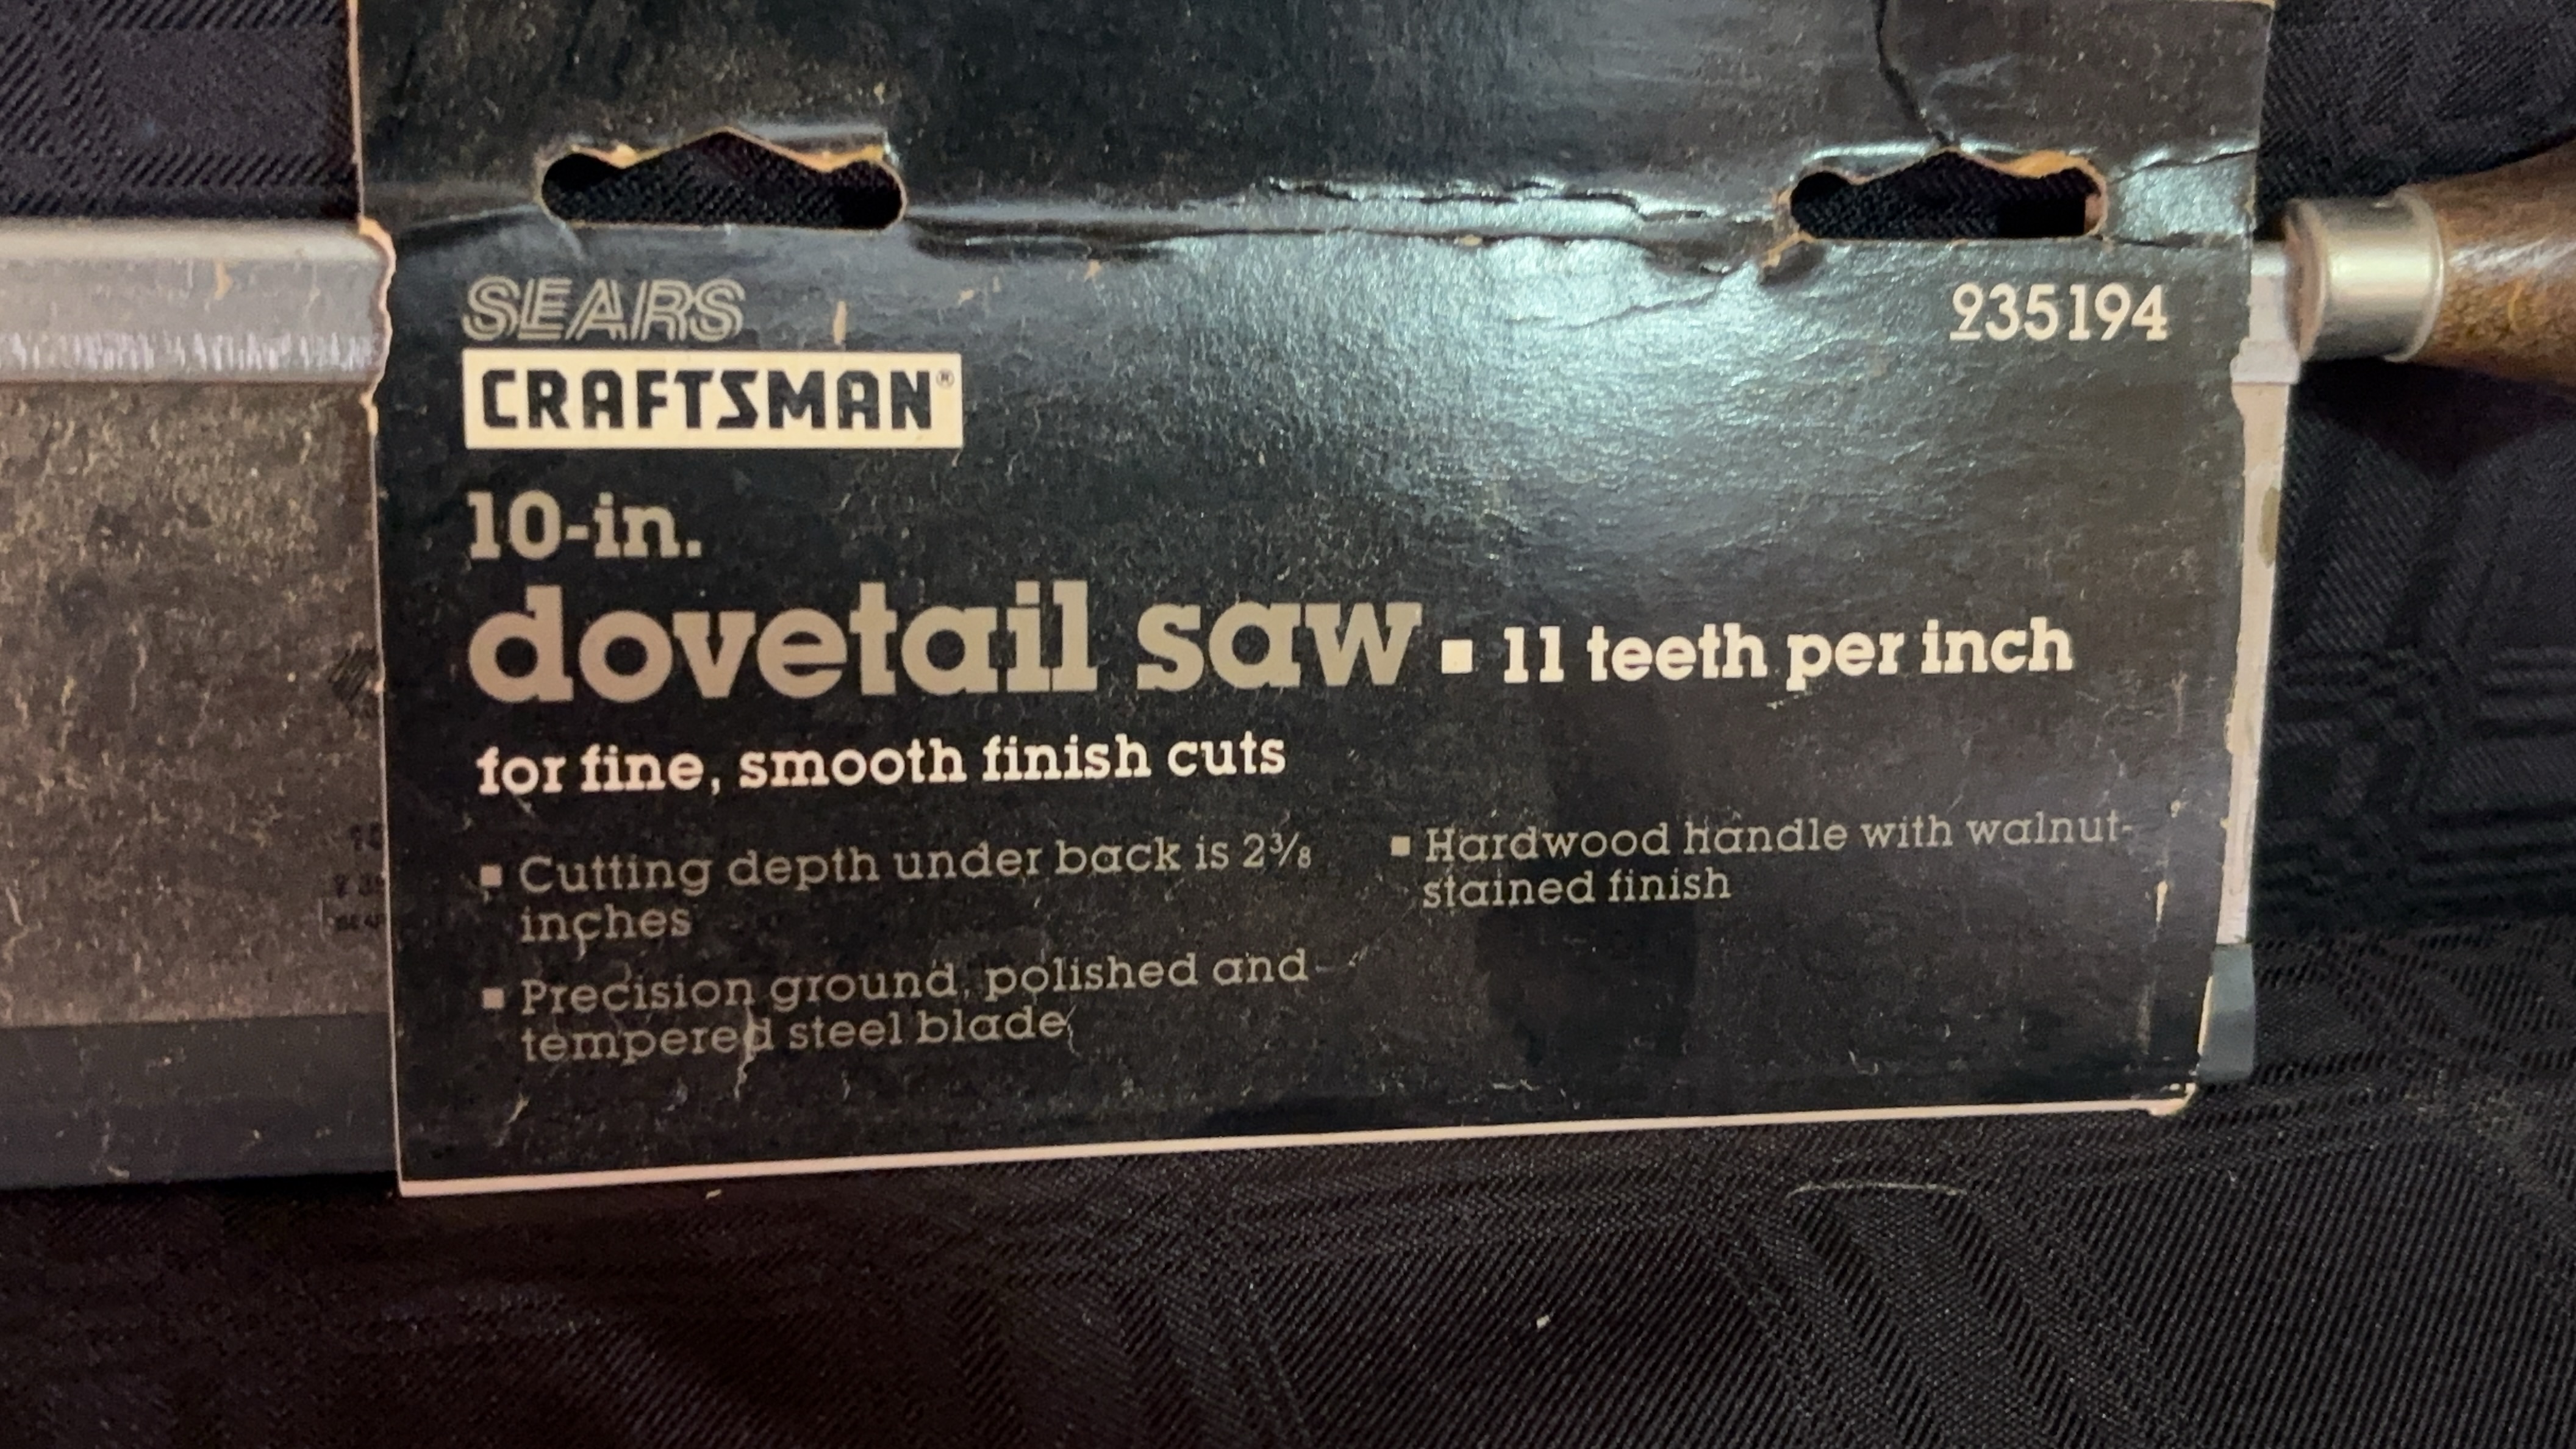 SEARS
CRAFTSMAN®
935194
10-in.
dovetail saw ▪ 11 teeth per inch
for fine, smooth finish cuts
▪ Cutting depth under back is 2⅜
inches
▪ Precision ground, polished and
tempered steel blade
▪ Hardwood handle with walnut-
stained finish